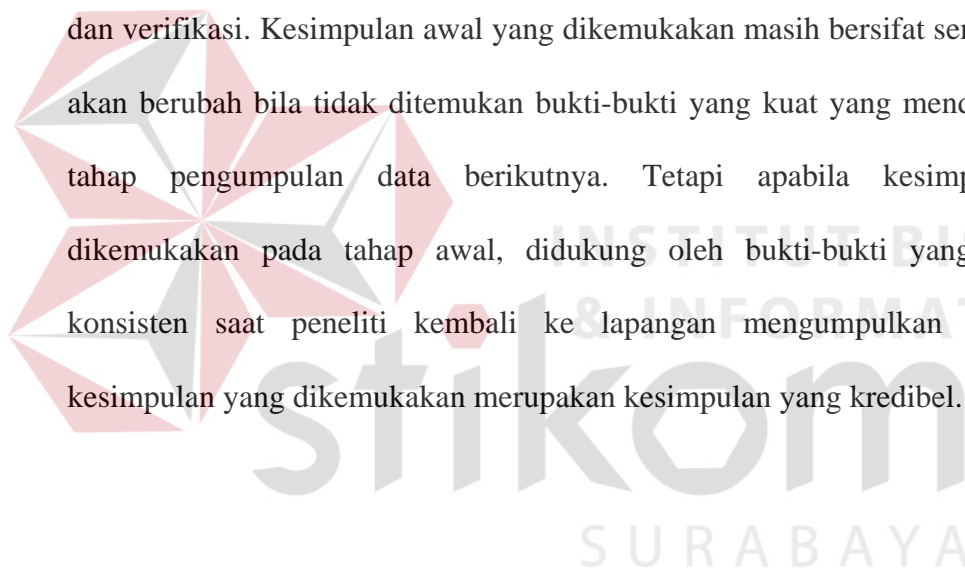 dan verifikasi. Kesimpulan awal yang dikemukakan masih bersifat
akan berubah bila tidak ditemukan bukti-bukti yang kuat yang
tahap pengumpulan data berikutnya. Tetapi apabila
dikemukakan pada tahap awal, didukung oleh bukti-bukti yang
konsisten saat peneliti kembali ke lapangan mengumpulkan
kesimpulan yang dikemukakan merupakan kesimpulan yang kredibel.
INSTITUT
& INFORMAT
stikom
SURABAYA